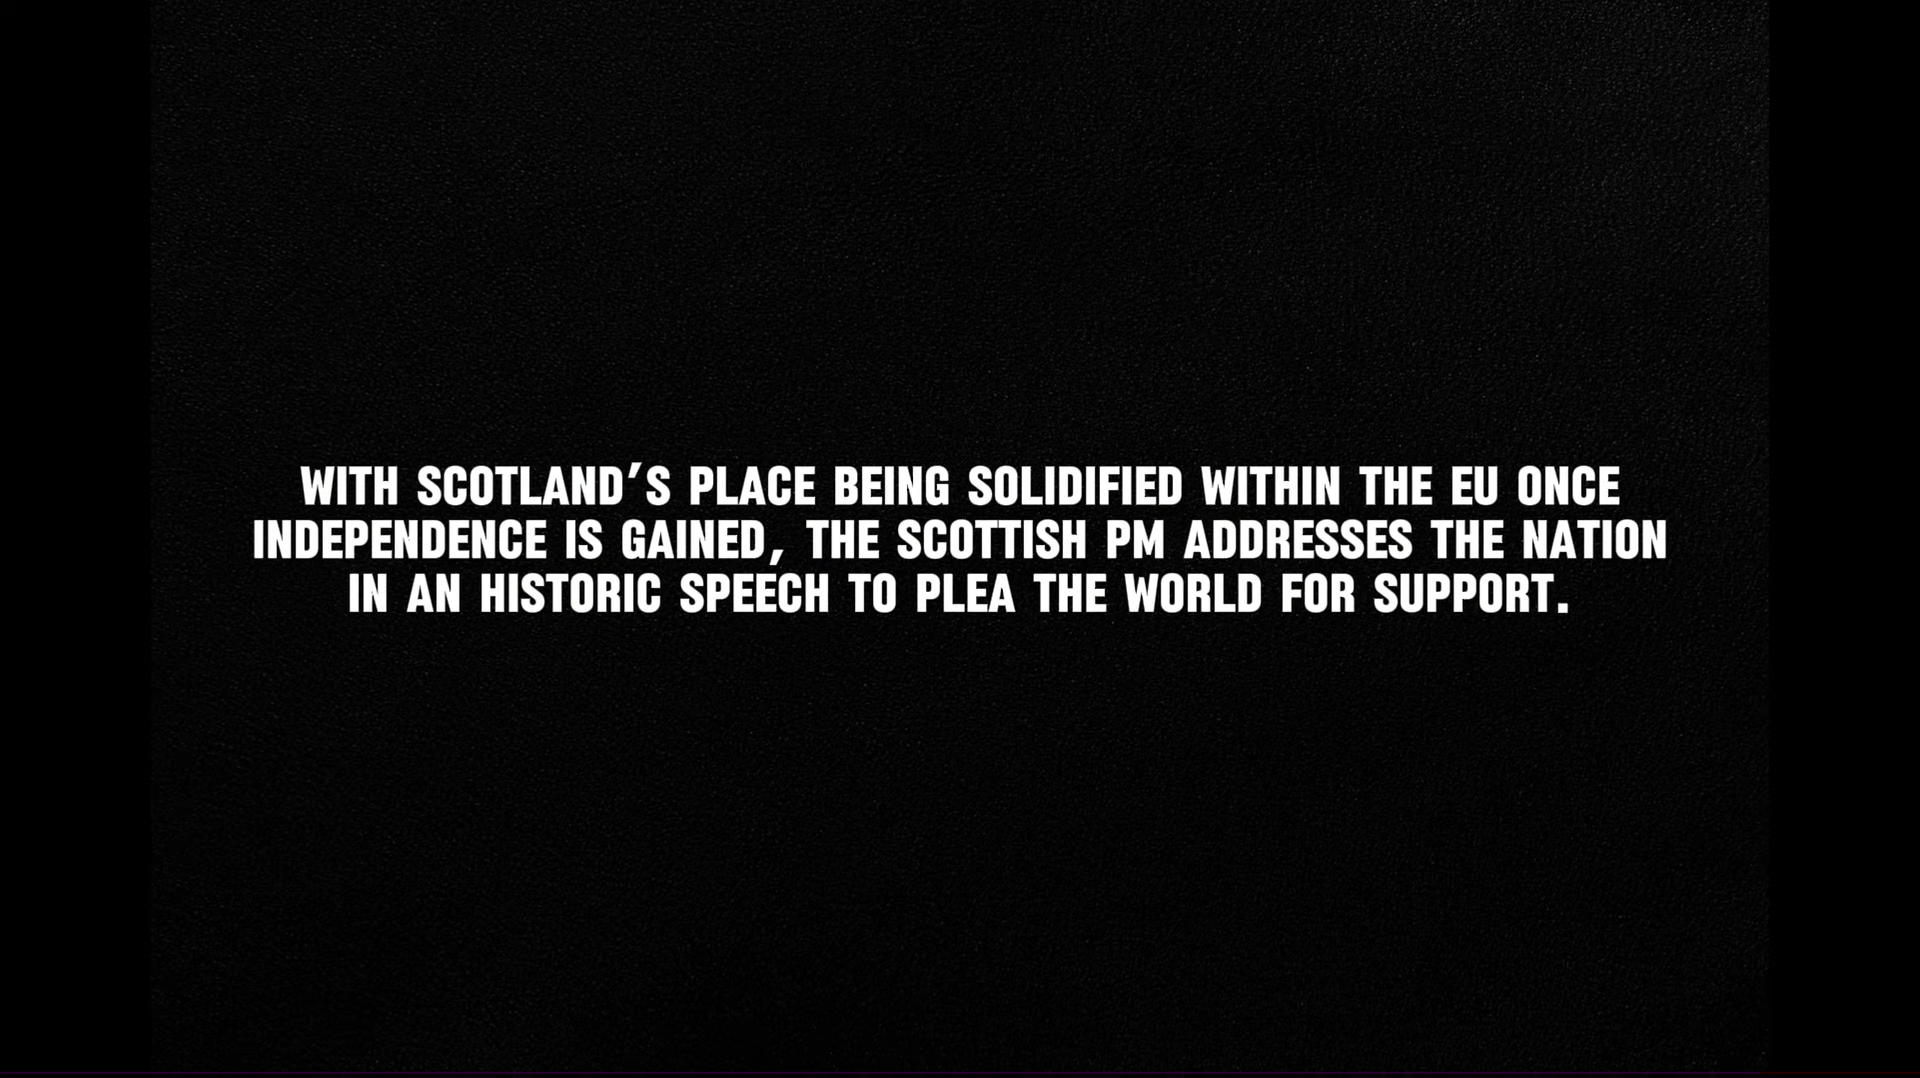 WITH SCOTLAND'S PLACE BEING SOLIDIFIED WITHIN THE EU ONCE
INDEPENDENCE IS GAINED, THE SCOTTISH PM ADDRESSES THE NATION
IN AN HISTORIC SPEECH TO PLEA THE WORLD FOR SUPPORT.